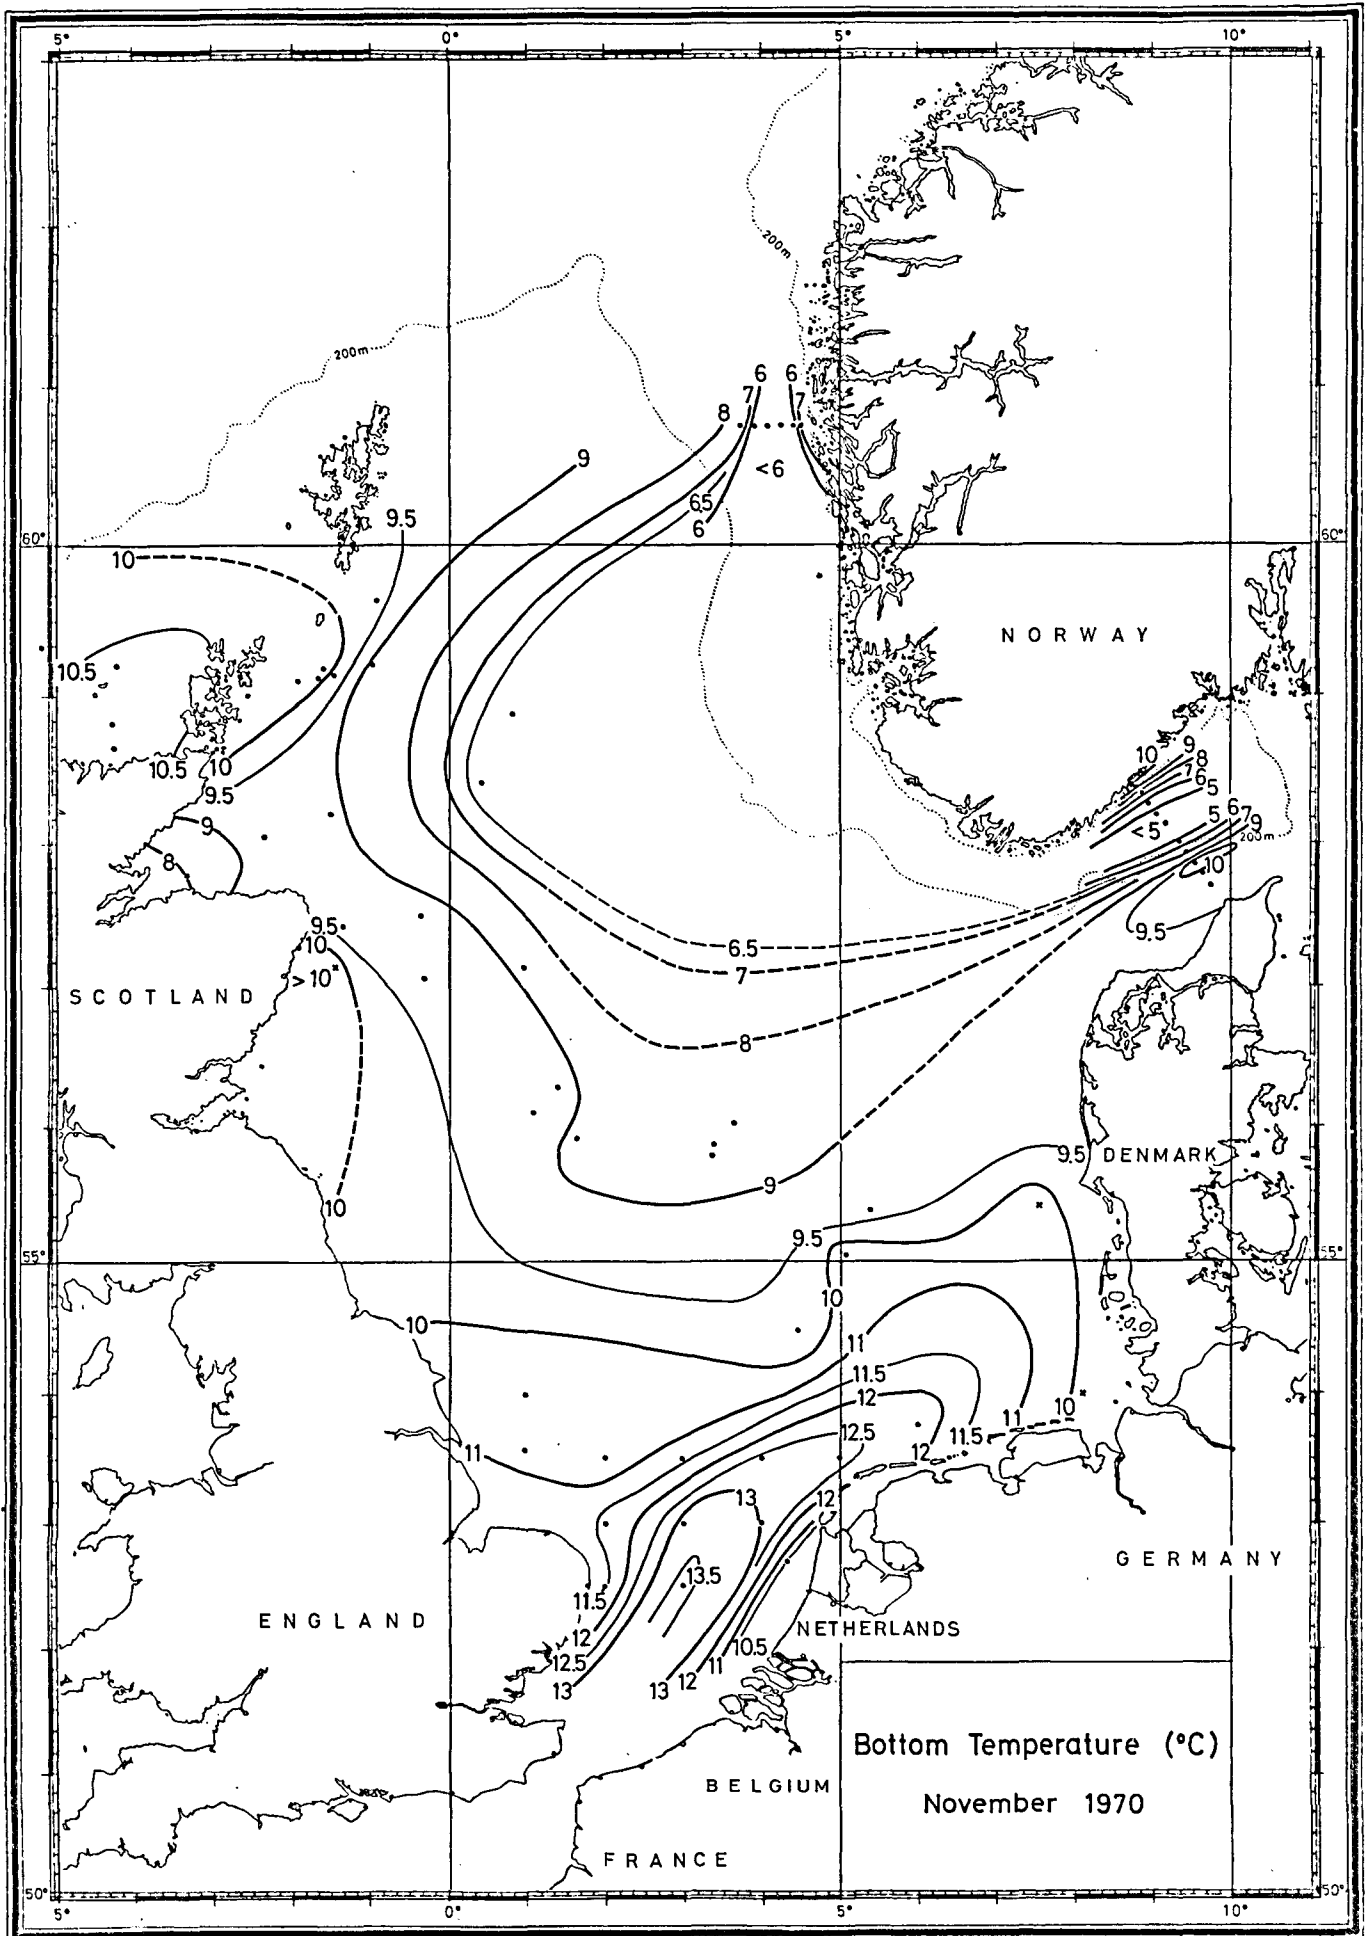 5° 0° 5° 10°
200m
200m
6 6
7 7
8
<6
9
6.5
9.5
6
60° 60°
10
NORWAY
10.5
9
10 8
7
6
10.5 10 5
9.5
5 6 7 9
9 <5
200m
8 10
9.5 9.5
10 6.5
>10 7
SCOTLAND
8
9.5 DENMARK
9
10
9.5
55° 55°
10
10
11
11.5
12
10
11
12.5
11 12 11.5
13 12
GERMANY
13.5
11.5
ENGLAND NETHERLANDS
12 10.5
12.5 11
13 13 12
Bottom Temperature (°C)
BELGIUM
November 1970
FRANCE
50° 50°
5° 0° 5° 10°